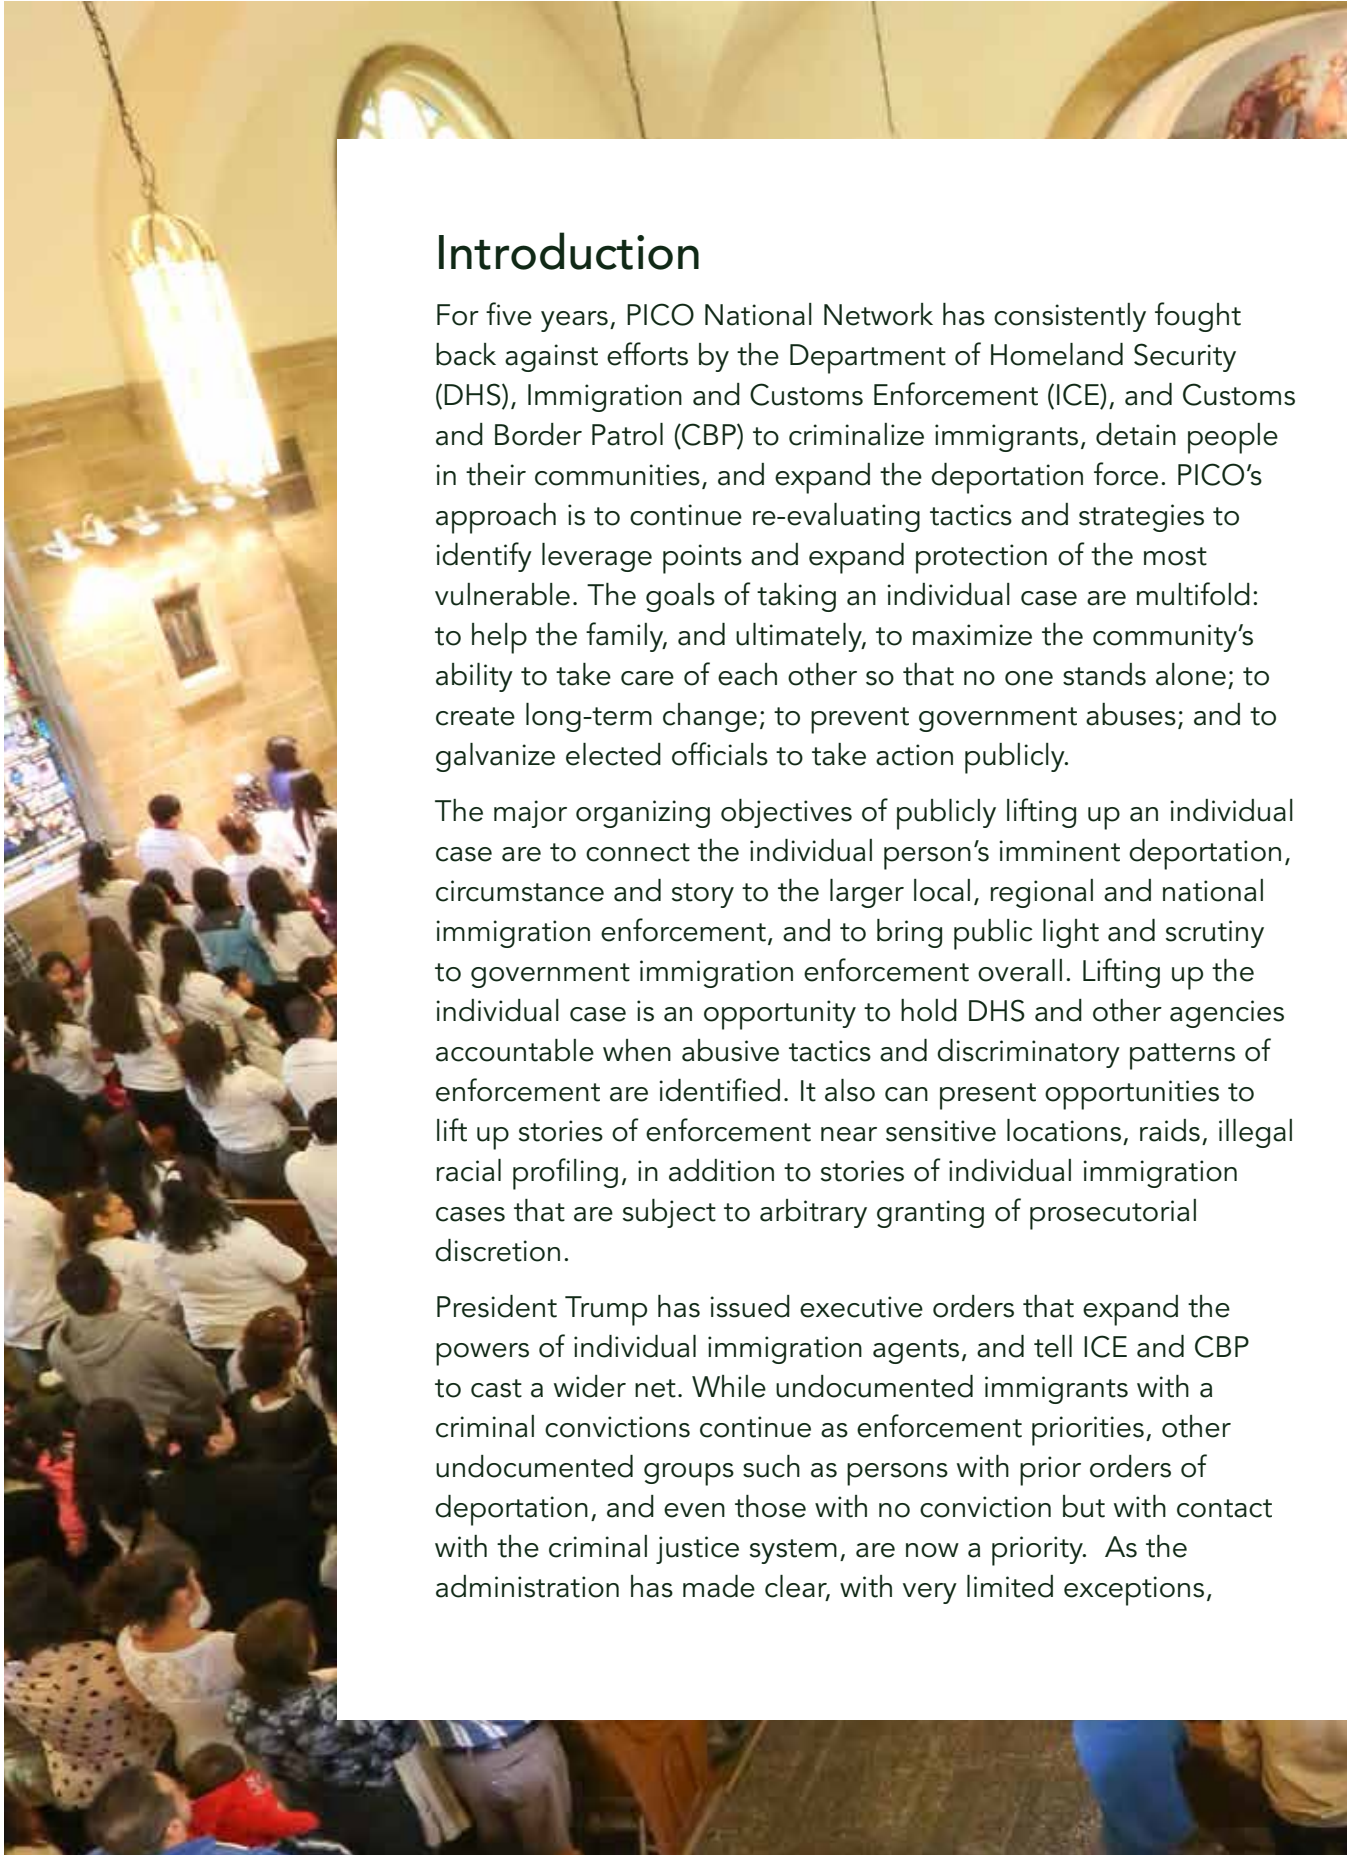 Introduction
For five years, PICO National Network has consistently fought
back against efforts by the Department of Homeland Security
(DHS), Immigration and Customs Enforcement (ICE), and Customs
and Border Patrol (CBP) to criminalize immigrants, detain people
in their communities, and expand the deportation force. PICO’s
approach is to continue re-evaluating tactics and strategies to
identify leverage points and expand protection of the most
vulnerable. The goals of taking an individual case are multifold:
to help the family, and ultimately, to maximize the community’s
ability to take care of each other so that no one stands alone; to
create long-term change; to prevent government abuses; and to
galvanize elected officials to take action publicly.
The major organizing objectives of publicly lifting up an individual
case are to connect the individual person’s imminent deportation,
circumstance and story to the larger local, regional and national
immigration enforcement, and to bring public light and scrutiny
to government immigration enforcement overall. Lifting up the
individual case is an opportunity to hold DHS and other agencies
accountable when abusive tactics and discriminatory patterns of
enforcement are identified. It also can present opportunities to
lift up stories of enforcement near sensitive locations, raids, illegal
racial profiling, in addition to stories of individual immigration
cases that are subject to arbitrary granting of prosecutorial
discretion.
President Trump has issued executive orders that expand the
powers of individual immigration agents, and tell ICE and CBP
to cast a wider net. While undocumented immigrants with a
criminal convictions continue as enforcement priorities, other
undocumented groups such as persons with prior orders of
deportation, and even those with no conviction but with contact
with the criminal justice system, are now a priority.  As the
administration has made clear, with very limited exceptions,